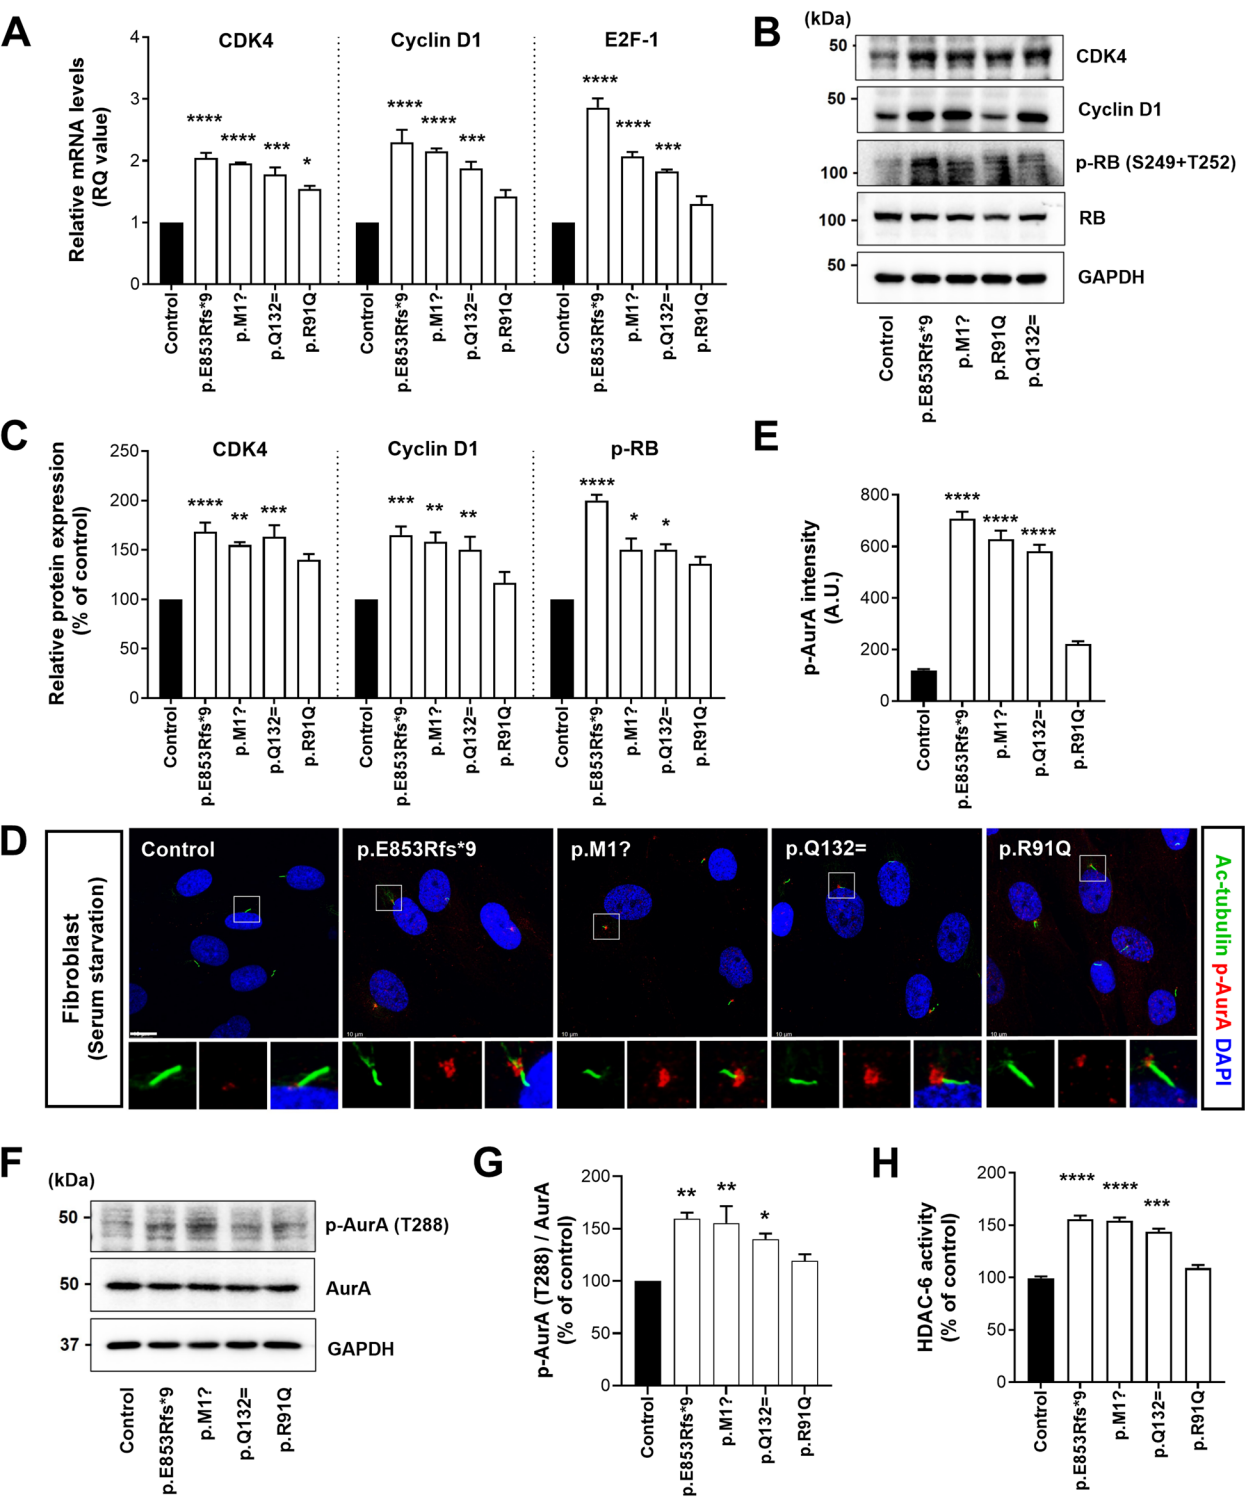 A
Relative mRNA levels
(RQ value)
4
3
2
1
0
CDK4
Cyclin D1
E2F-1
****
****
***
*
****
****
***
****
****
***
Control
p.E853Rfs*9
p.M1?
p.Q132=
p.R91Q
Control
p.E853Rfs*9
p.M1?
p.Q132=
p.R91Q
Control
p.E853Rfs*9
p.M1?
p.Q132=
p.R91Q
B
(kDa)
50
CDK4
50
Cyclin D1
100
p-RB (S249+T252)
100
RB
50
GAPDH
Control
p.E853Rfs*9
p.M1?
p.R91Q
p.Q132=
C
Relative protein expression
(% of control)
250
200
150
100
50
0
CDK4
Cyclin D1
p-RB
****
**
***
***
**
**
****
*
*
Control
p.E853Rfs*9
p.M1?
p.Q132=
p.R91Q
Control
p.E853Rfs*9
p.M1?
p.Q132=
p.R91Q
Control
p.E853Rfs*9
p.M1?
p.Q132=
p.R91Q
E
p-AurA intensity
(A.U.)
800
600
400
200
0
****
****
****
Control
p.E853Rfs*9
p.M1?
p.Q132=
p.R91Q
D
Fibroblast
(Serum starvation)
Control
p.E853Rfs*9
p.M1?
p.Q132=
p.R91Q
10 µm
10 µm
10 µm
10 µm
Ac-tubulin p-AurA DAPI
F
(kDa)
50
p-AurA (T288)
50
AurA
37
GAPDH
Control
p.E853Rfs*9
p.M1?
p.Q132=
p.R91Q
G
p-AurA (T288) / AurA
(% of control)
200
150
100
50
0
**
**
*
Control
p.E853Rfs*9
p.M1?
p.Q132=
p.R91Q
H
HDAC-6 activity
(% of control)
200
150
100
50
0
****
****
***
Control
p.E853Rfs*9
p.M1?
p.Q132=
p.R91Q